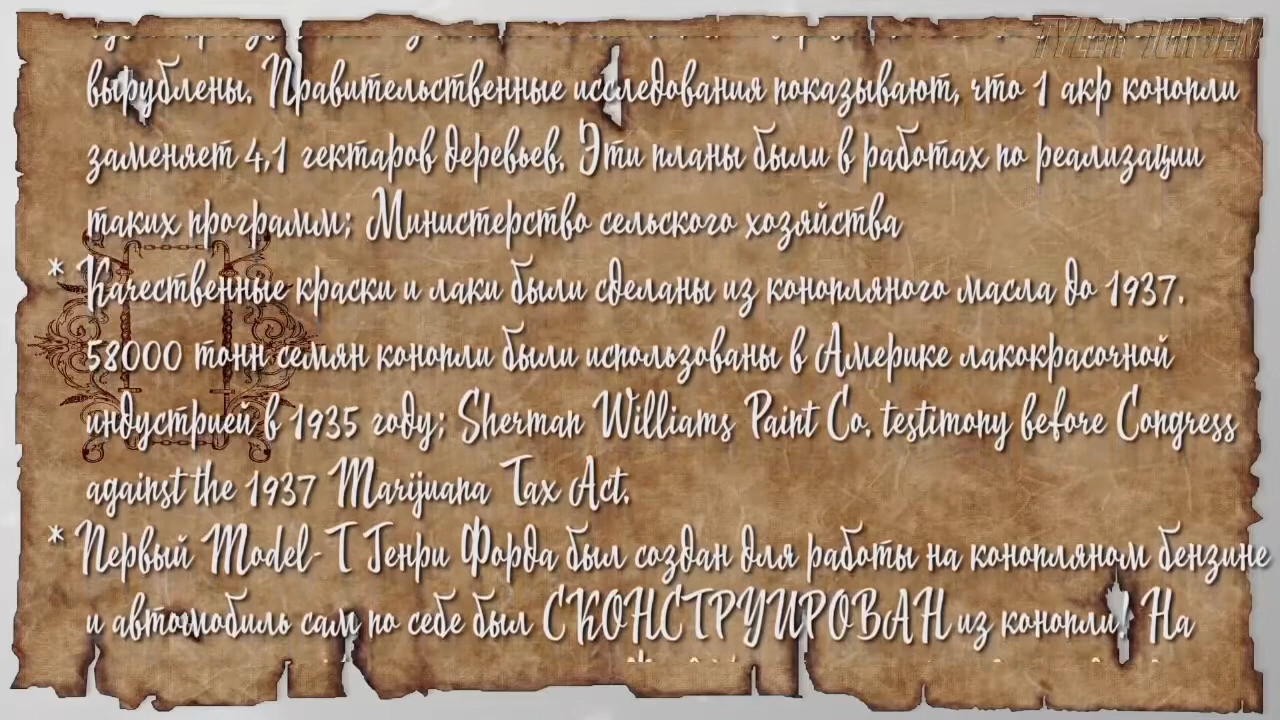 TYLER DURDEN
вырублены. Правительственные исследования показывают, что 1 акр конопли
заменяет 4,1 гектаров деревьев. Эти планы были в работах по реализации
таких программ; Министерство сельского хозяйства
* Качественные краски и лаки были сделаны из конопляного масла до 1937.
58000 тонн семян конопли были использованы в Америке лакокрасочной
индустрией в 1935 году; Sherman Williams Paint Co. testimony before Congress
against the 1937 Marijuana Tax Act.
* Первый Model-T Генри Форда был создан для работы на конопляном бензине
и автомобиль сам по себе был СКОНСТРУИРОВАН из конопли! На